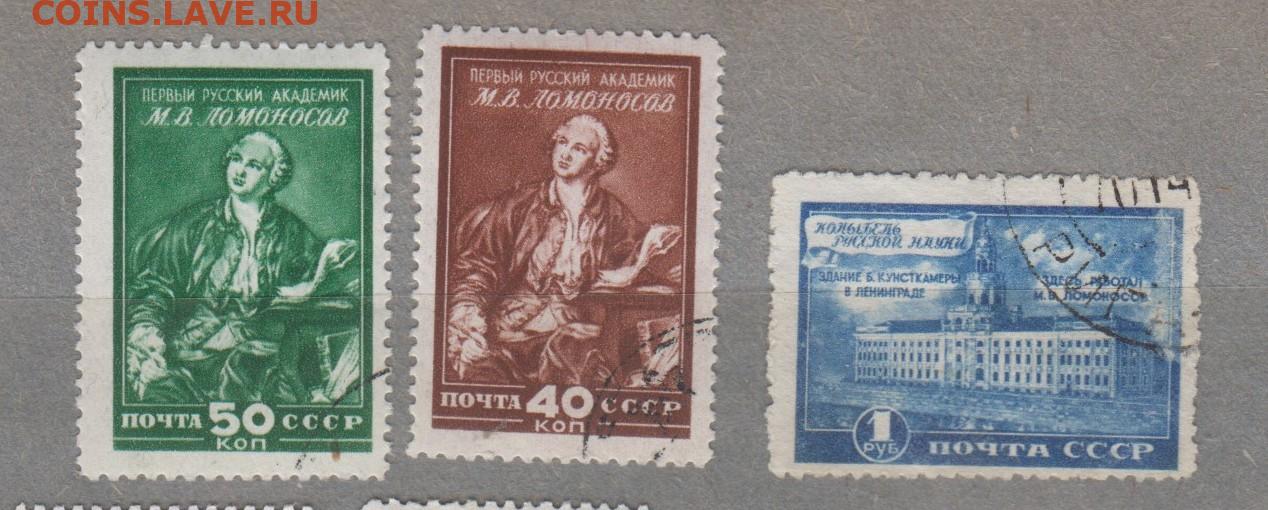 COINS.LAVE.RU
ПЕРВЫЙ РУССКИЙ АКАДЕМИК
М.В. ЛОМОНОСОВ
ПОЧТА 50 СССР
КОП
ПЕРВЫЙ РУССКИЙ АКАДЕМИК
М.В. ЛОМОНОСОВ
ПОЧТА 40 СССР
КОП
КОЛЫБЕЛЬ
РУССКОЙ НАУКИ
ЗДАНИЕ Б. КУНСТКАМЕРЫ
В ЛЕНИНГРАДЕ
ЗДЕСЬ РАБОТАЛ
М.В. ЛОМОНОСОВ
1
РУБ
ПОЧТА СССР